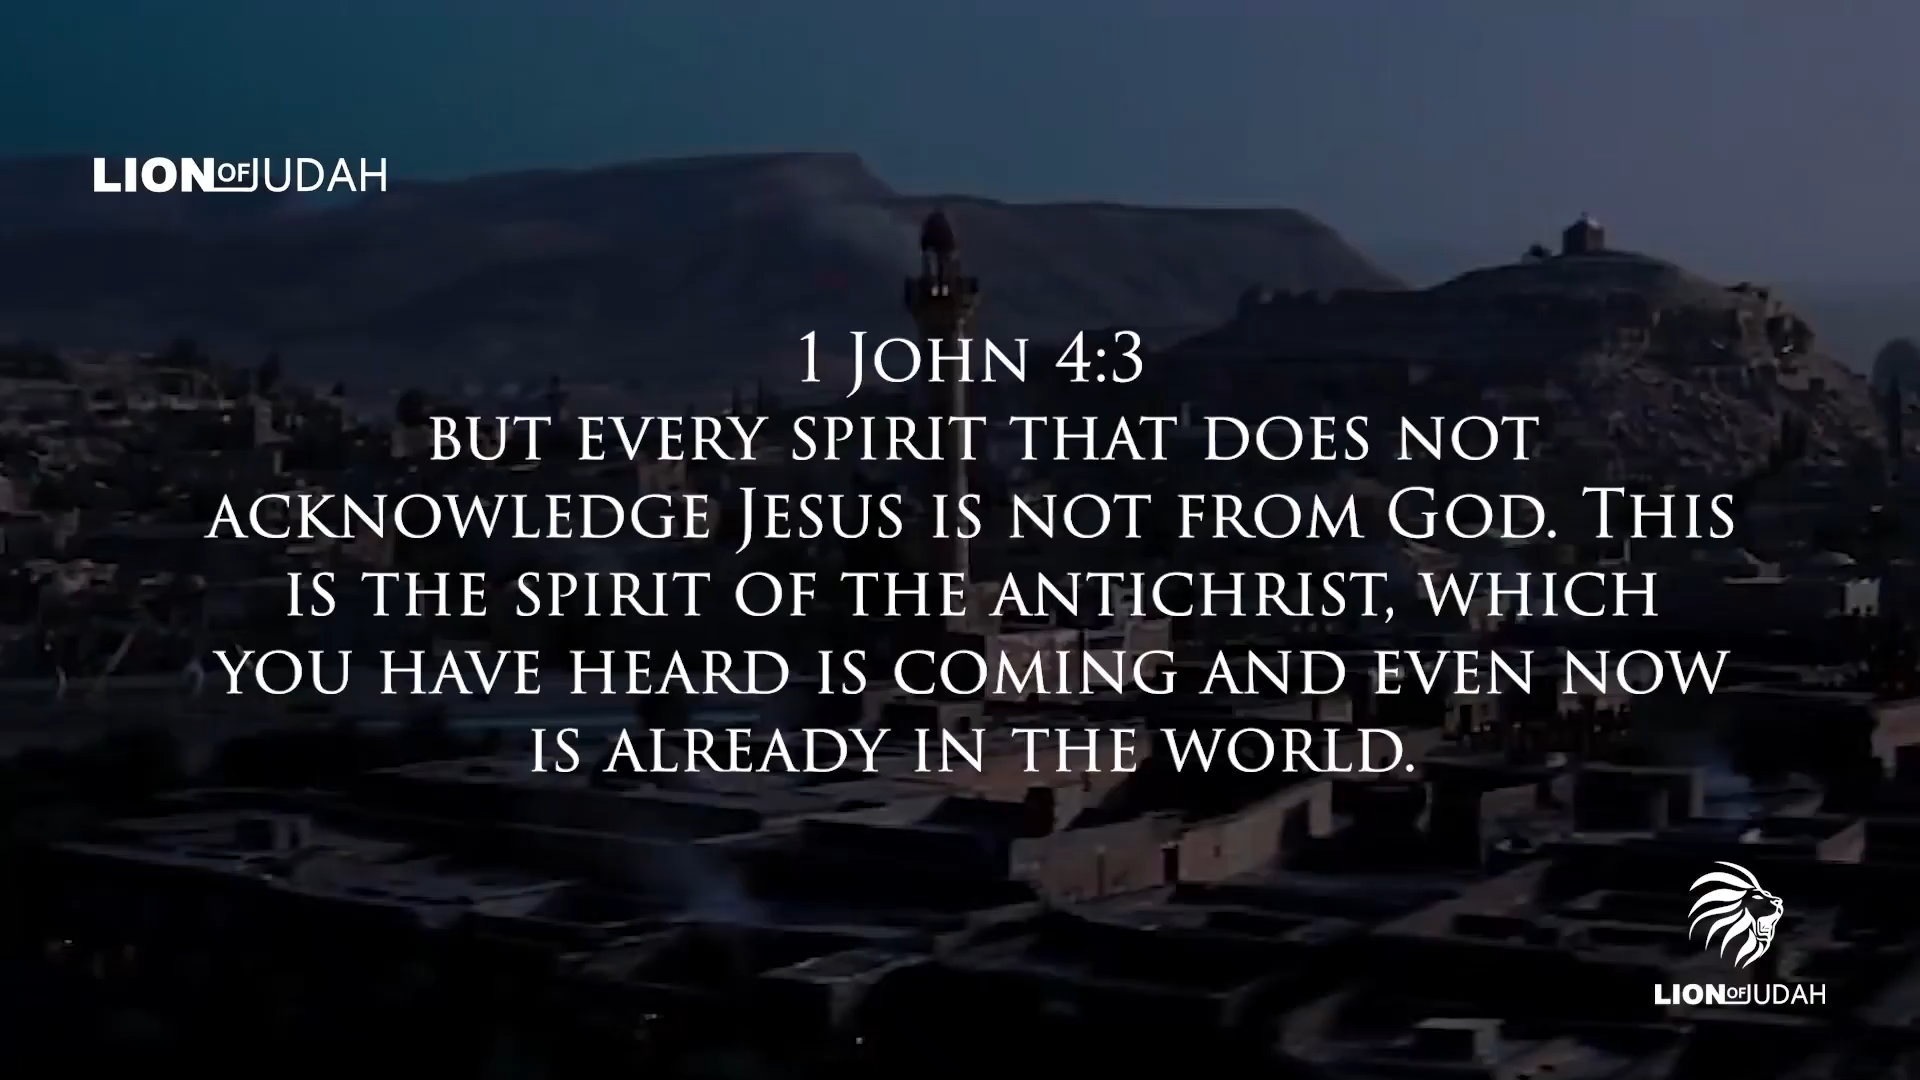 LION OF JUDAH
1 John 4:3
but every spirit that does not
acknowledge Jesus is not from God. This
is the spirit of the antichrist, which
you have heard is coming and even now
is already in the world.
LION OF JUDAH